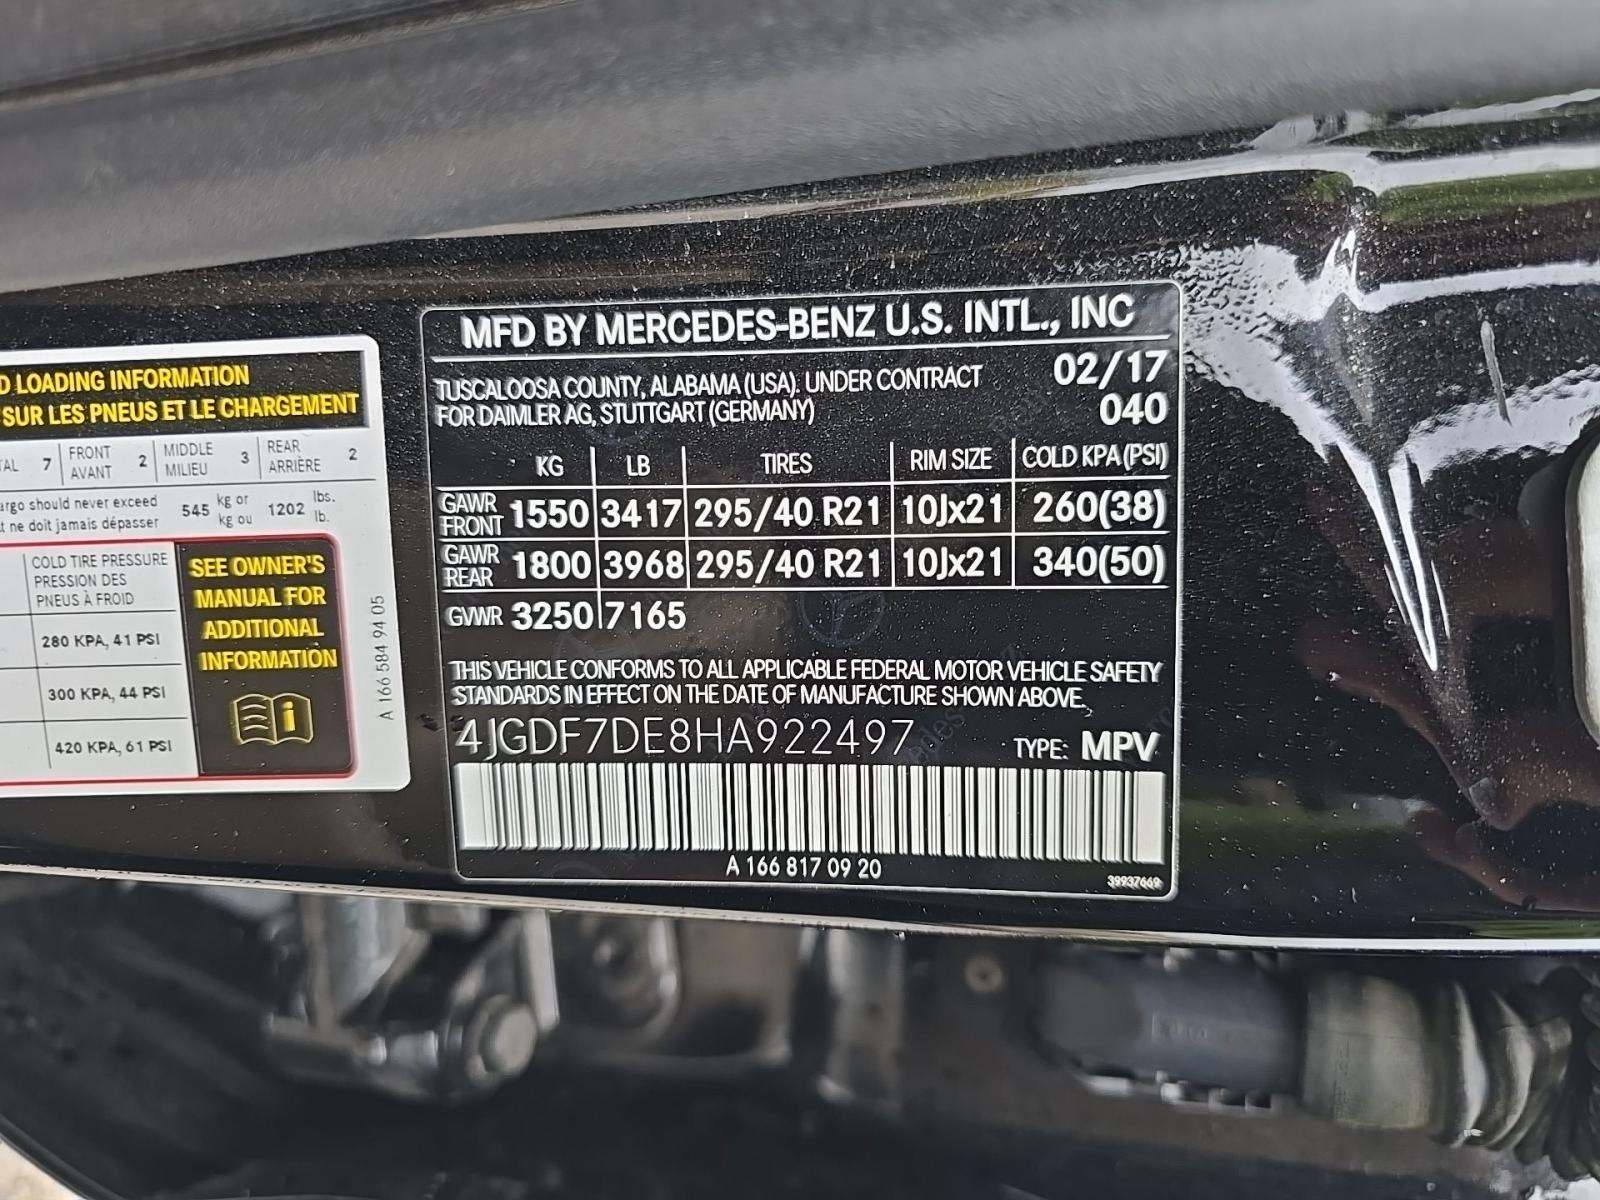 D LOADING INFORMATION
SUR LES PNEUS ET LE CHARGEMENT
TAL 7 FRONT AVANT 2 MIDDLE MILIEU 3 REAR ARRIÈRE 2
argo should never exceed 545 kg or 1202 lbs.
t ne doit jamais dépasser kg ou lb.
COLD TIRE PRESSURE
PRESSION DES
PNEUS À FROID
280 KPA, 41 PSI
300 KPA, 44 PSI
420 KPA, 61 PSI
SEE OWNER'S
MANUAL FOR
ADDITIONAL
INFORMATION
A 166 584 94 05
MFD BY MERCEDES-BENZ U.S. INTL., INC
TUSCALOOSA COUNTY, ALABAMA (USA). UNDER CONTRACT 02/17
FOR DAIMLER AG, STUTTGART (GERMANY) 040
KG LB TIRES RIM SIZE COLD KPA (PSI)
GAWR FRONT 1550 3417 295/40 R21 10Jx21 260(38)
GAWR REAR 1800 3968 295/40 R21 10Jx21 340(50)
GVWR 3250 7165
THIS VEHICLE CONFORMS TO ALL APPLICABLE FEDERAL MOTOR VEHICLE SAFETY
STANDARDS IN EFFECT ON THE DATE OF MANUFACTURE SHOWN ABOVE.
4JGDF7DE8HA922497 TYPE: MPV
A 166 817 09 20
39937669